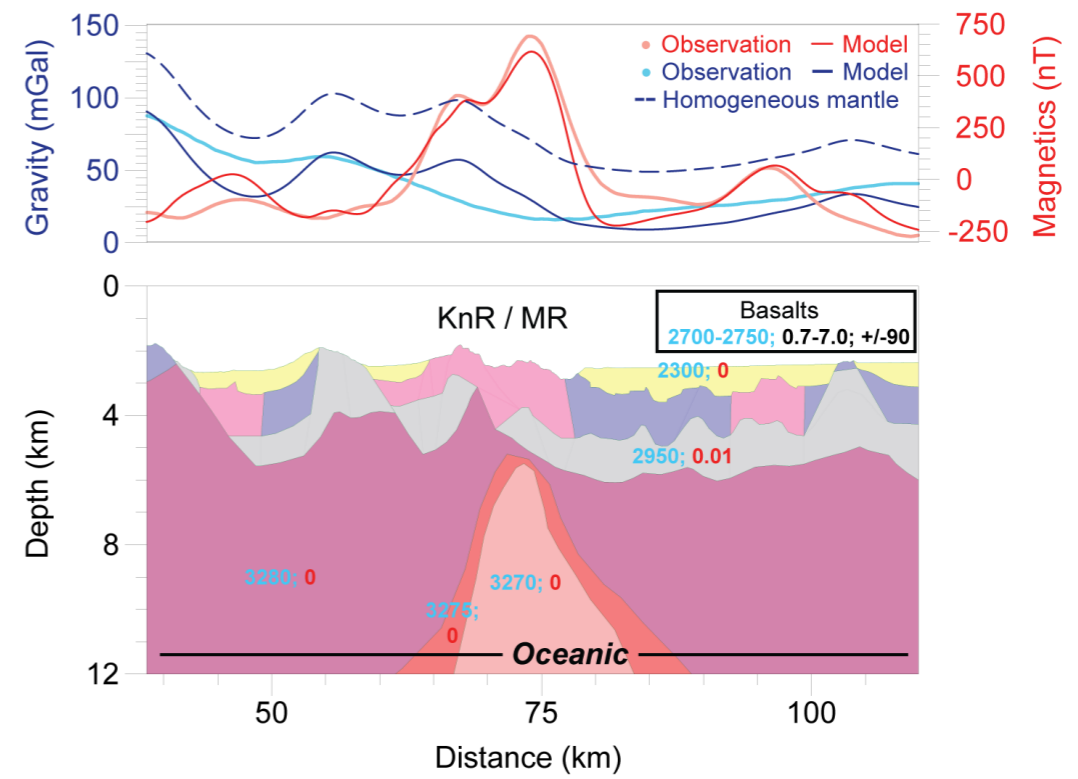 150
100
50
0
Gravity (mGal)
750
500
250
0
-250
Magnetics (nT)
Observation
Model
Observation
Model
Homogeneous mantle
0
4
8
12
Depth (km)
KnR / MR
Basalts
2700-2750; 0.7-7.0; +/-90
2300; 0
2950; 0.01
3280; 0
3270; 0
3275;
0
Oceanic
50
75
100
Distance (km)